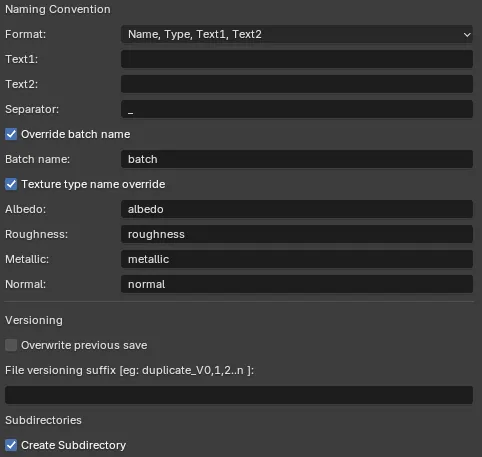 Naming Convention
Format: Name, Type, Text1, Text2
Text1:
Text2:
Separator: _
Override batch name
Batch name: batch
Texture type name override
Albedo: albedo
Roughness: roughness
Metallic: metallic
Normal: normal
Versioning
Overwrite previous save
File versioning suffix [eg: duplicate_V0,1,2..n ]:
Subdirectories
Create Subdirectory